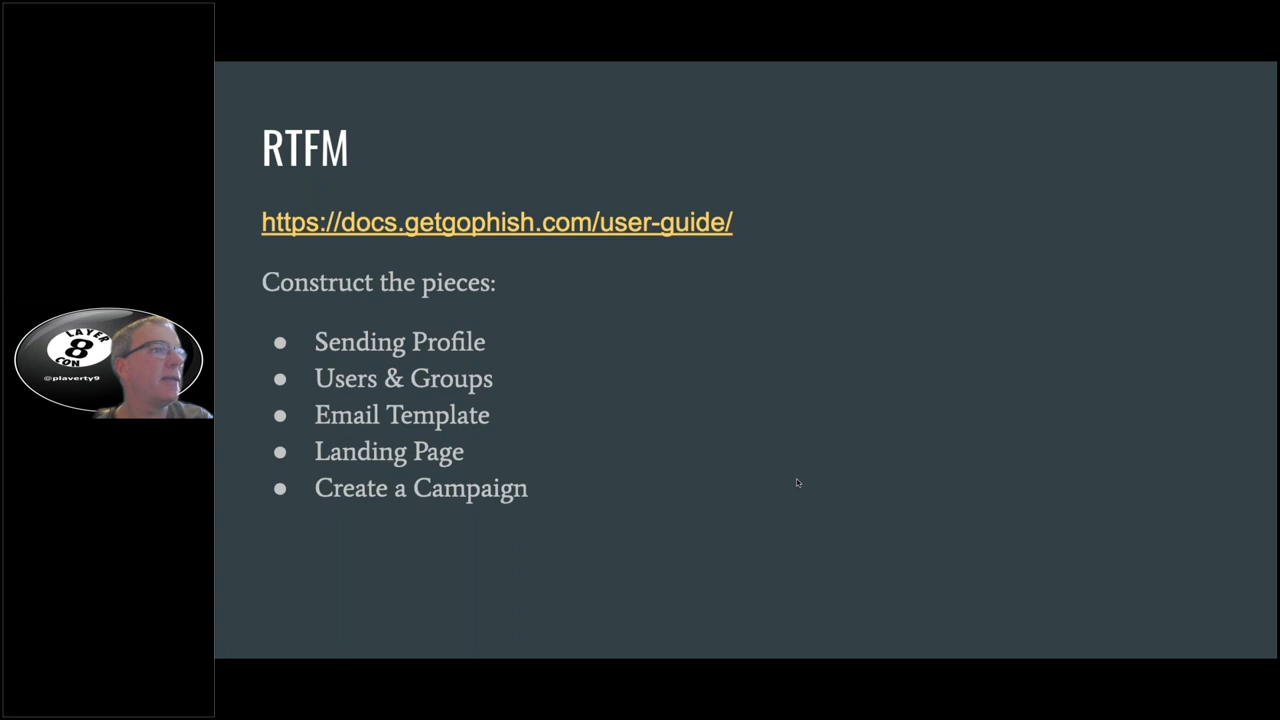 LAYER
8
CON
@plaverty9
RTFM
https://docs.getgophish.com/user-guide/
Construct the pieces:
● Sending Profile
● Users & Groups
● Email Template
● Landing Page
● Create a Campaign